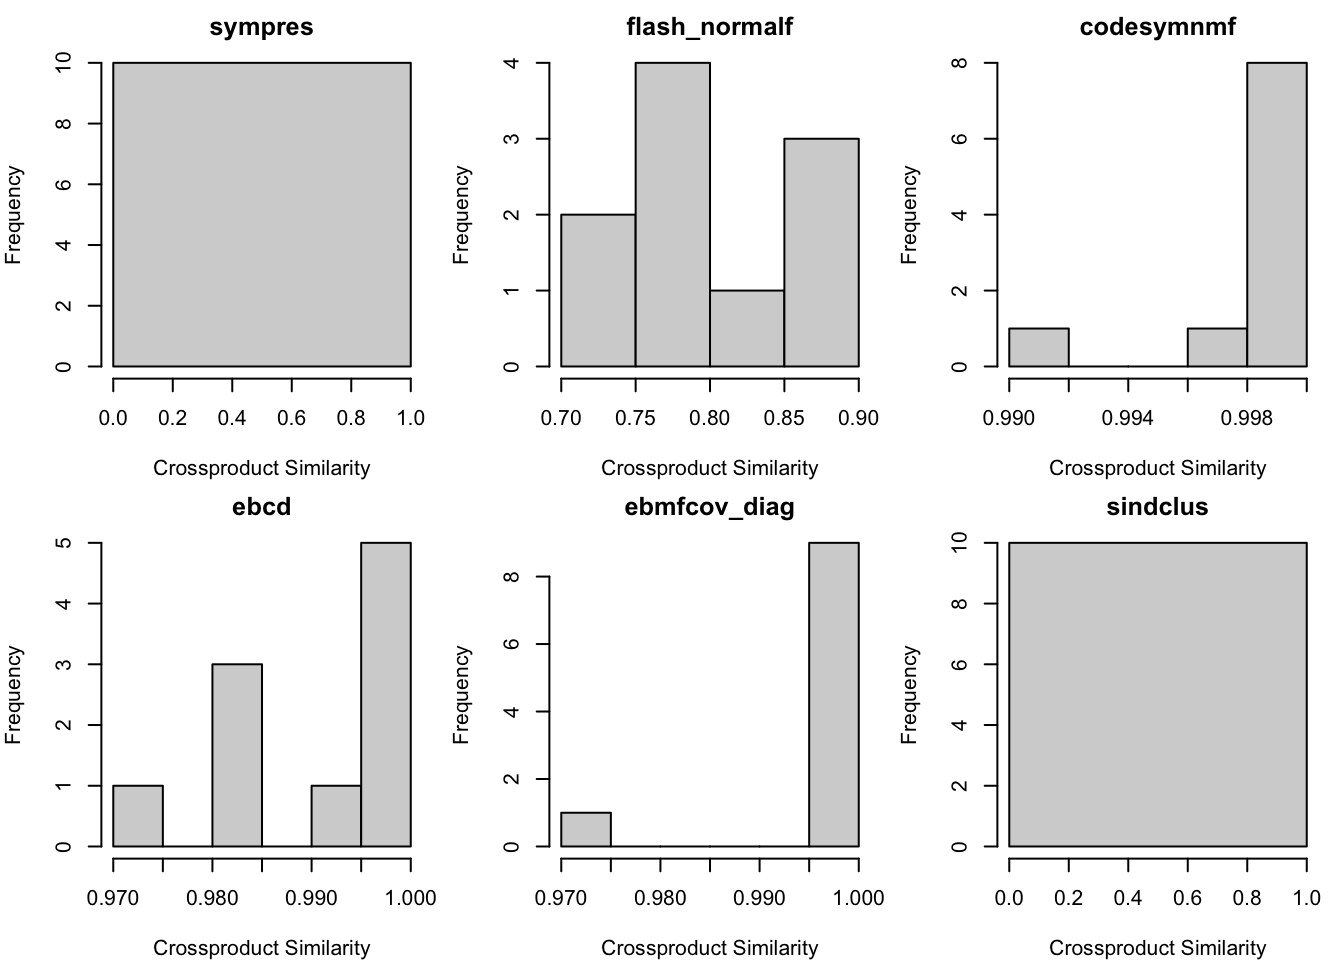 sympres
flash_normalf
codesymnmf
Frequency
0 2 4 6 8 10
0.0 0.2 0.4 0.6 0.8 1.0
Crossproduct Similarity
Frequency
0 1 2 3 4
0.70 0.75 0.80 0.85 0.90
Crossproduct Similarity
Frequency
0 2 4 6 8
0.990 0.994 0.998
Crossproduct Similarity
ebcd
ebmfcov_diag
sindclus
Frequency
0 1 2 3 4 5
0.970 0.980 0.990 1.000
Crossproduct Similarity
Frequency
0 2 4 6 8
0.970 0.980 0.990 1.000
Crossproduct Similarity
Frequency
0 2 4 6 8 10
0.0 0.2 0.4 0.6 0.8 1.0
Crossproduct Similarity